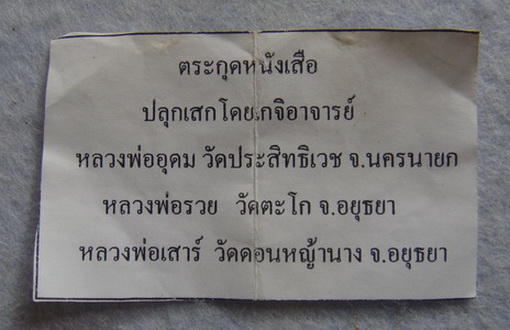 ตระกุดหนังเสือ
ปลุกเสกโดยเกจิอาจารย์
หลวงพ่ออุดม วัดประสิทธิเวช จ.นครนายก
หลวงพ่อรวย วัดตะโก จ.อยุธยา
หลวงพ่อเสาร์ วัดดอนหญ้านาง จ.อยุธยา